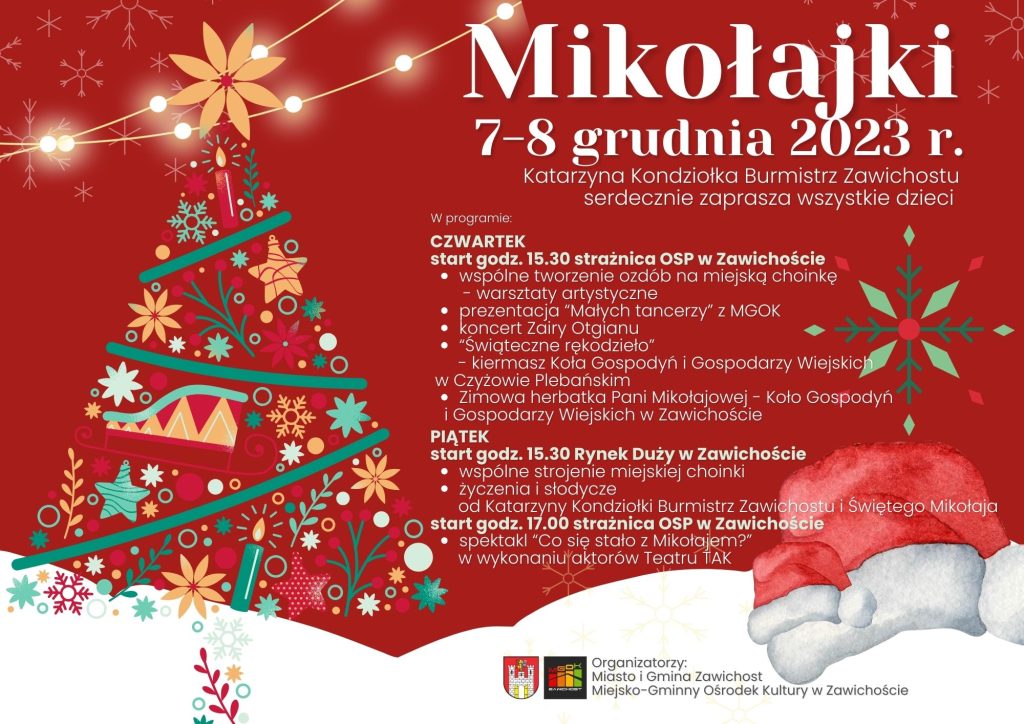 Mikołajki
7-8 grudnia 2023 r.
Katarzyna Kondziołka Burmistrz Zawichostu
serdecznie zaprasza wszystkie dzieci
W programie:
CZWARTEK
start godz. 15.30 strażnica OSP w Zawichoście
• wspólne tworzenie ozdób na miejską choinkę
- warsztaty artystyczne
• prezentacja “Małych tancerzy” z MGOK
• koncert Zairy Otgianu
• “Świąteczne rękodzieło”
- kiermasz Koła Gospodyń i Gospodarzy Wiejskich
w Czyżowie Plebańskim
• Zimowa herbatka Pani Mikołajowej - Koło Gospodyń
i Gospodarzy Wiejskich w Zawichoście
PIĄTEK
start godz. 15.30 Rynek Duży w Zawichoście
• wspólne strojenie miejskiej choinki
• życzenia i słodycze
od Katarzyny Kondziołki Burmistrz Zawichostu i Świętego Mikołaja
start godz. 17.00 strażnica OSP w Zawichoście
• spektakl “Co się stało z Mikołajem?”
w wykonaniu aktorów Teatru TAK
ZAWICHOST
Organizatorzy:
Miasto i Gmina Zawichost
Miejsko-Gminny Ośrodek Kultury w Zawichoście